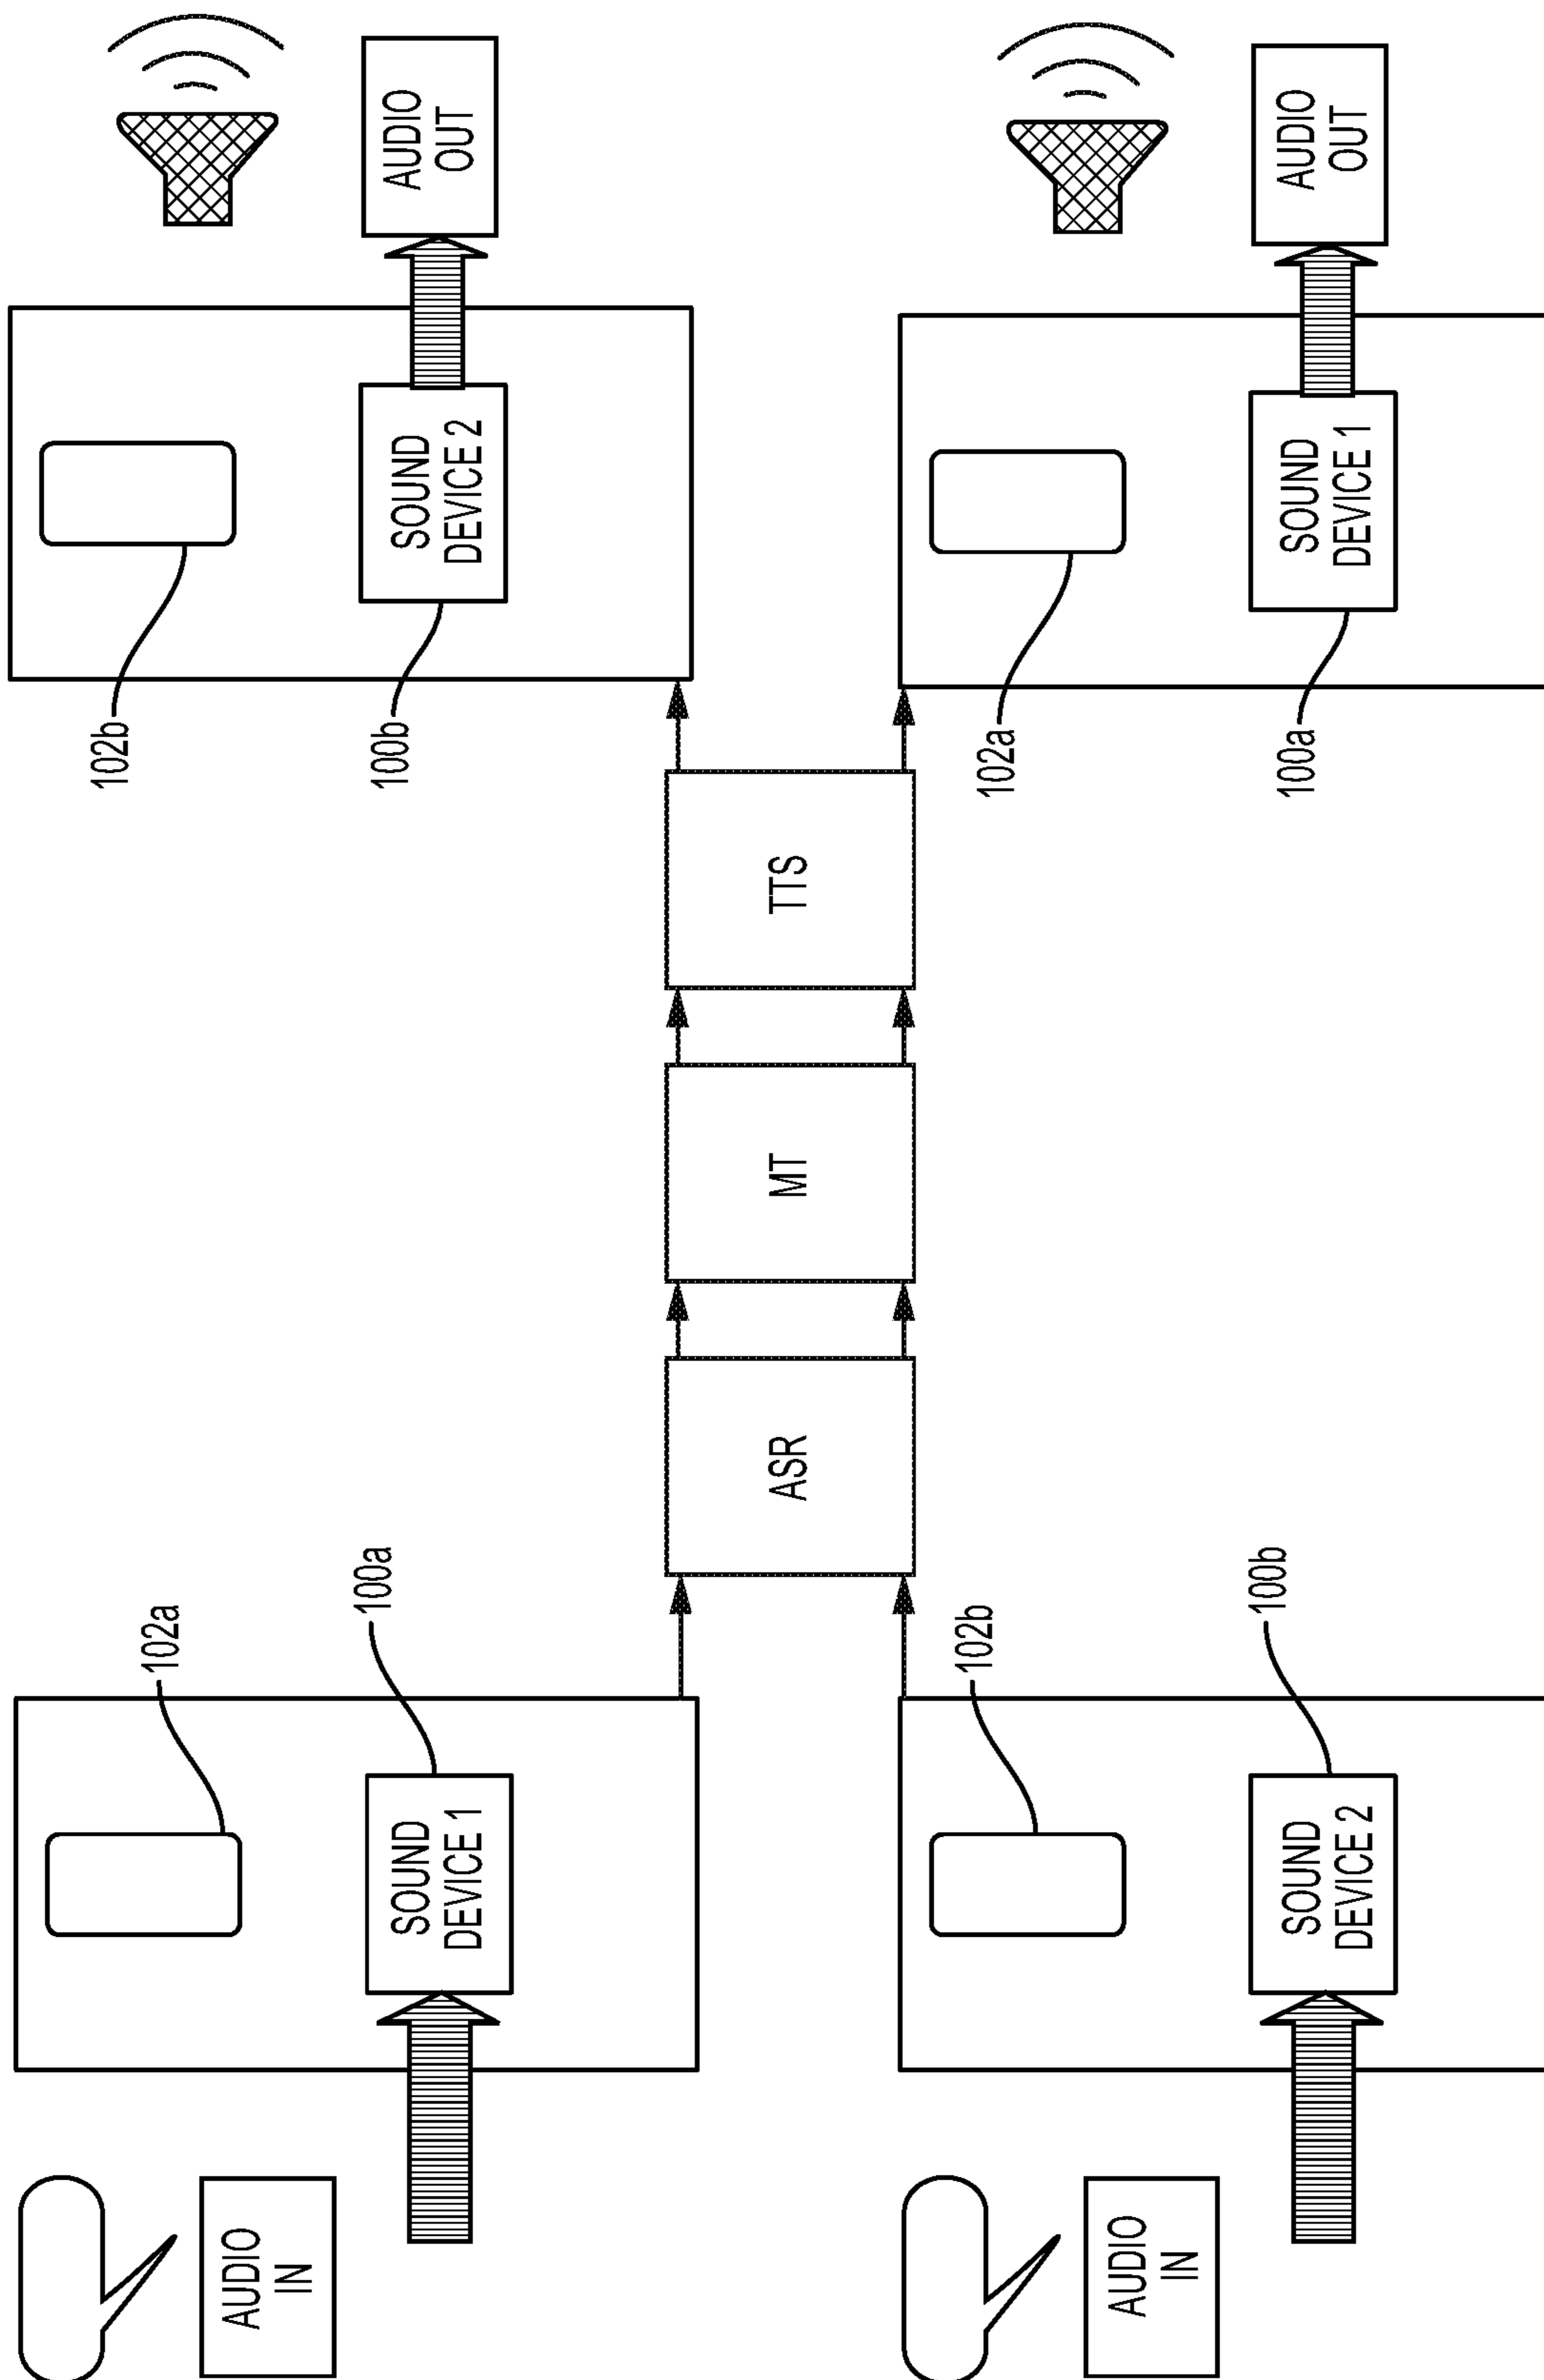 102a
102b
AUDIO
IN
100a
SOUND
DEVICE 1
100b
SOUND
DEVICE 2
AUDIO
OUT
ASR
MT
TTS
102b
102a
AUDIO
IN
100b
SOUND
DEVICE 2
100a
SOUND
DEVICE 1
AUDIO
OUT